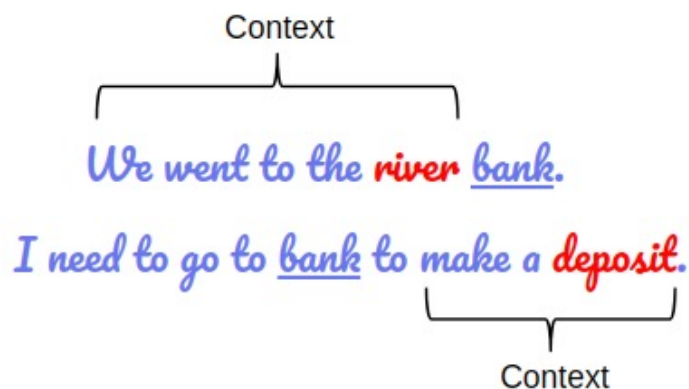 Context
We went to the river bank.
I need to go to bank to make a deposit.
Context